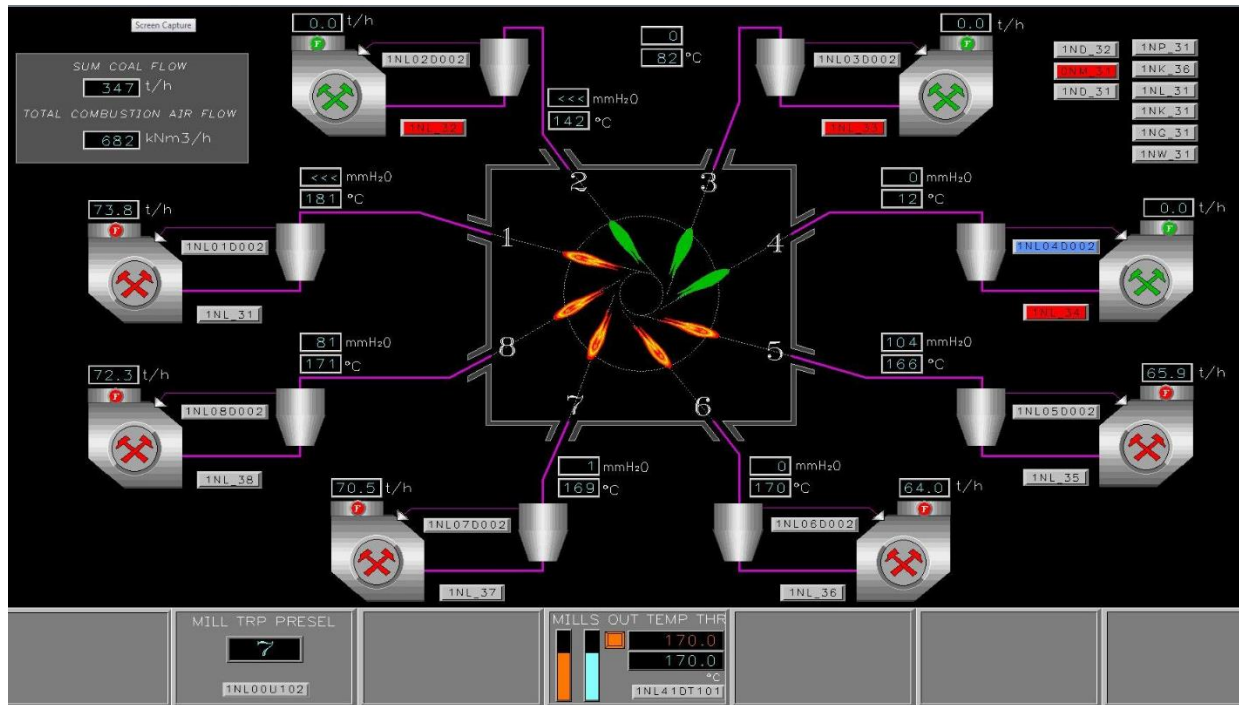 Screen Capture
0.0 t/h
0
82 °C
0.0 t/h
SUM COAL FLOW
347 t/h
TOTAL COMBUSTION AIR FLOW
682 kNm3/h
1NL02D002
1NL03D002
1ND_32
1NP_31
1NK_36
1ND_31
1NL_31
1NK_31
1NG_31
1NW_31
<<< mmH₂O
142 °C
1NL_32
1NL_33
2
3
<<< mmH₂O
181 °C
0 mmH₂O
12 °C
73.8 t/h
0.0 t/h
1NL01D002
1
4
1NL04D002
1NL_31
1NL_34
81 mmH₂O
171 °C
104 mmH₂O
166 °C
8
5
72.3 t/h
65.9 t/h
1NL08D002
1NL05D002
7
6
1NL_38
1NL_35
1 mmH₂O
169 °C
0 mmH₂O
170 °C
70.5 t/h
64.0 t/h
1NL07D002
1NL06D002
1NL_37
1NL_36
MILL TRP PRESEL
7
1NL00U102
MILLS OUT TEMP THR
170.0
170.0
°C
1NL41DT101